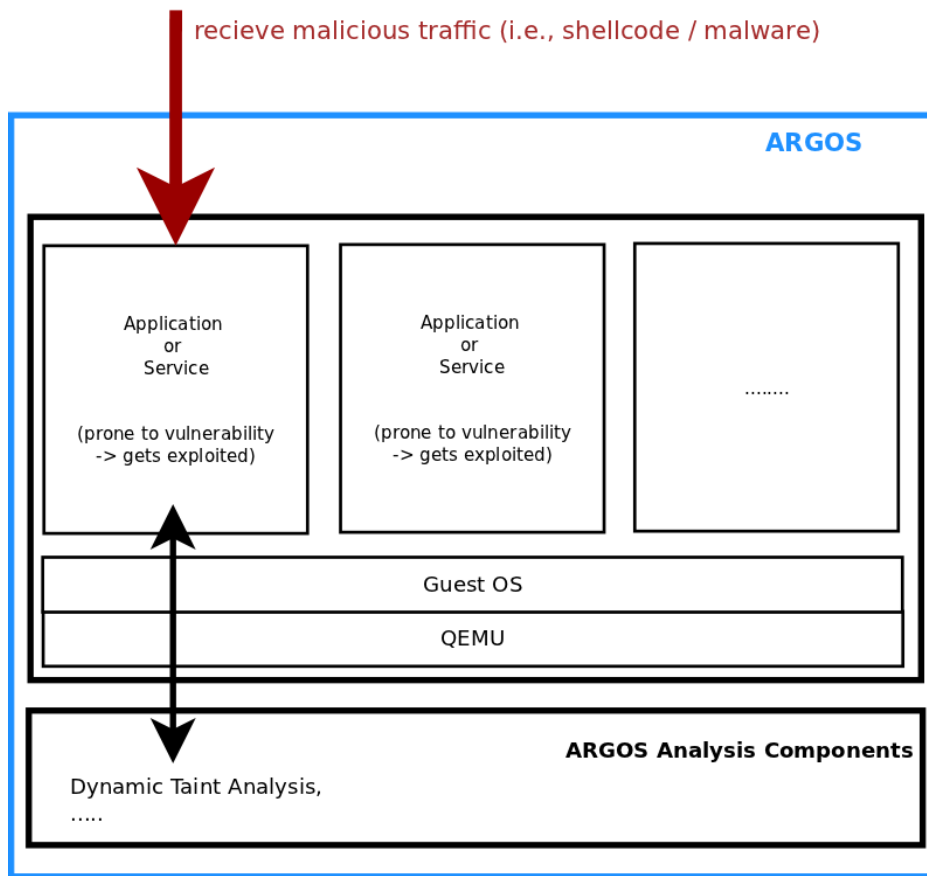 recieve malicious traffic (i.e., shellcode / malware)
ARGOS
Application
or
Service
(prone to vulnerability
-> gets exploited)
Application
or
Service
(prone to vulnerability
-> gets exploited)
........
Guest OS
QEMU
ARGOS Analysis Components
Dynamic Taint Analysis,
.....